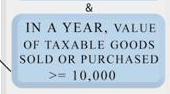 &
IN A YEAR, VALUE
OF TAXABLE GOODS
SOLD OR PURCHASED
>= 10,000